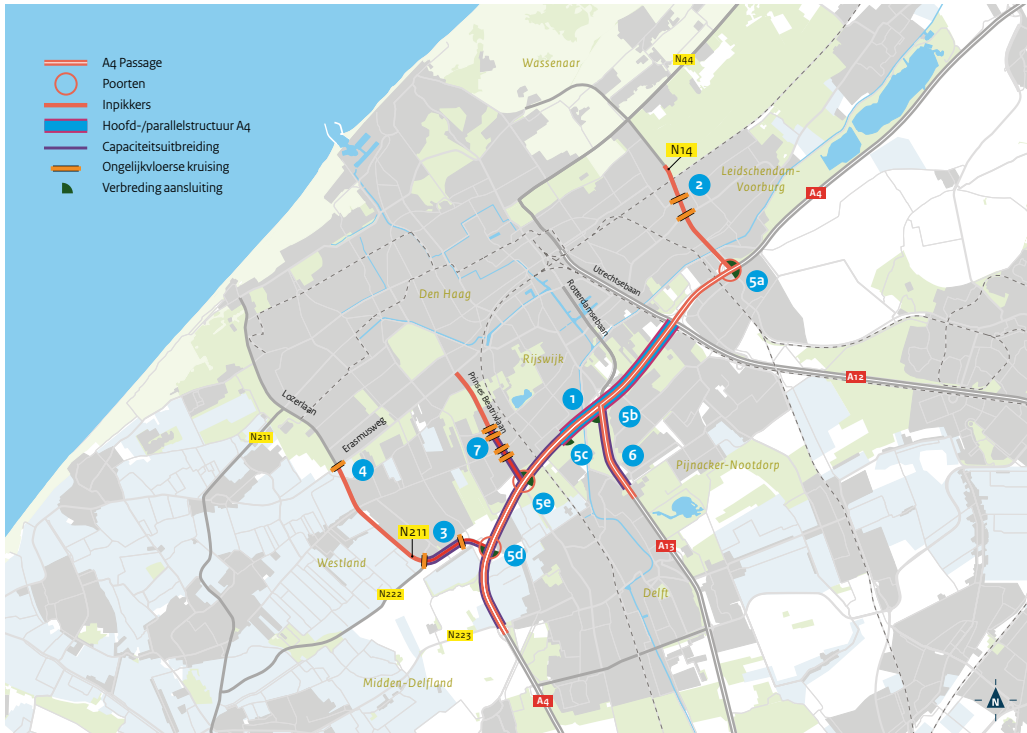 A4 Passage
Poorten
Inpikkers
Hoofd-/parallelstructuur A4
Capaciteitsuitbreiding
Ongelijkvloerse kruising
Verbreding aansluiting
Wassenaar
N44
N14
2
Leidschendam-
Voorburg
A4
5a
Utrechtsebaan
Rotterdamsebaan
Den Haag
Rijswijk
A12
Prinses Beatrixlaan
Lozerlaan
Erasmusweg
N211
1
5b
5c
6
7
4
Pijnacker-Nootdorp
5e
N211
3
5d
A13
Westland
N222
Delft
N223
Midden-Delfland
A4
N